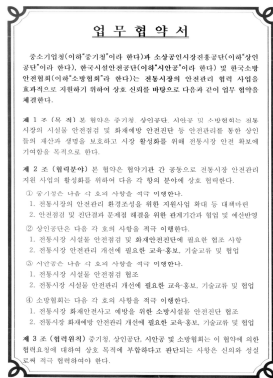 업 무 협 약 서
중소기업청(이하"중기청"이라 한다)과 소상공인시장진흥공단(이하"상인
공단"이라 한다), 한국시설안전공단(이하"시안공"이라 한다) 및 한국소방
안전협회(이하"소방협회"라 한다)는 전통시장의 안전관리 협력 사업을
효과적으로 지원하기 위하여 상호 신뢰를 바탕으로 다음과 같이 업무 협약을
체결한다.
제 1 조 (목 적) 본 협약은 중기청, 상인공단, 시안공 및 소방협회는 전통
시장의 시설물 안전점검 및 화재예방 안전진단 등 안전관리를 통한 상인
들의 재산과 생명을 보호하고 시장 활성화를 위해 전통시장 안전 확보에
기여함을 목적으로 한다.
제 2 조 (협력분야) 본 협약은 협약기관 간 공동으로 전통시장 안전관리
지원 사업의 활성화를 위하여 다음 각 항의 분야에 상호 협력한다.
① 중기청은 다음 각 호의 사항을 적극 이행한다.
1. 전통시장의 안전관리 환경조성을 위한 지원사업 확대 등 대책마련
2. 안전점검 및 진단결과 문제점 해결을 위한 관계기관과 협업 및 예산반영
② 상인공단은 다음 각 호의 사항을 적극 이행한다.
1. 전통시장 시설물 안전점검 및 화재안전진단에 필요한 협조 사항
2. 전통시장 안전관리 개선에 필요한 교육·홍보, 기술교류 및 협업
③ 시안공은 다음 각 호의 사항을 적극 이행한다.
1. 전통시장 시설물 안전점검 협조
2. 전통시장 시설물 안전관리 개선에 필요한 교육·홍보, 기술교류 및 협업
④ 소방협회는 다음 각 호의 사항을 적극 이행한다.
1. 전통시장 화재안전사고 예방을 위한 소방시설물 안전진단 협조
2. 전통시장 화재예방 안전관리 개선에 필요한 교육·홍보, 기술교류 및 협업
제 3 조 (협력원칙) 중기청, 상인공단, 시안공 및 소방협회는 이 협약에 의한
협력요청에 대하여 상호 목적에 부합하다고 판단되는 사항은 신의와 성실
로써 적극 협력하여야 한다.